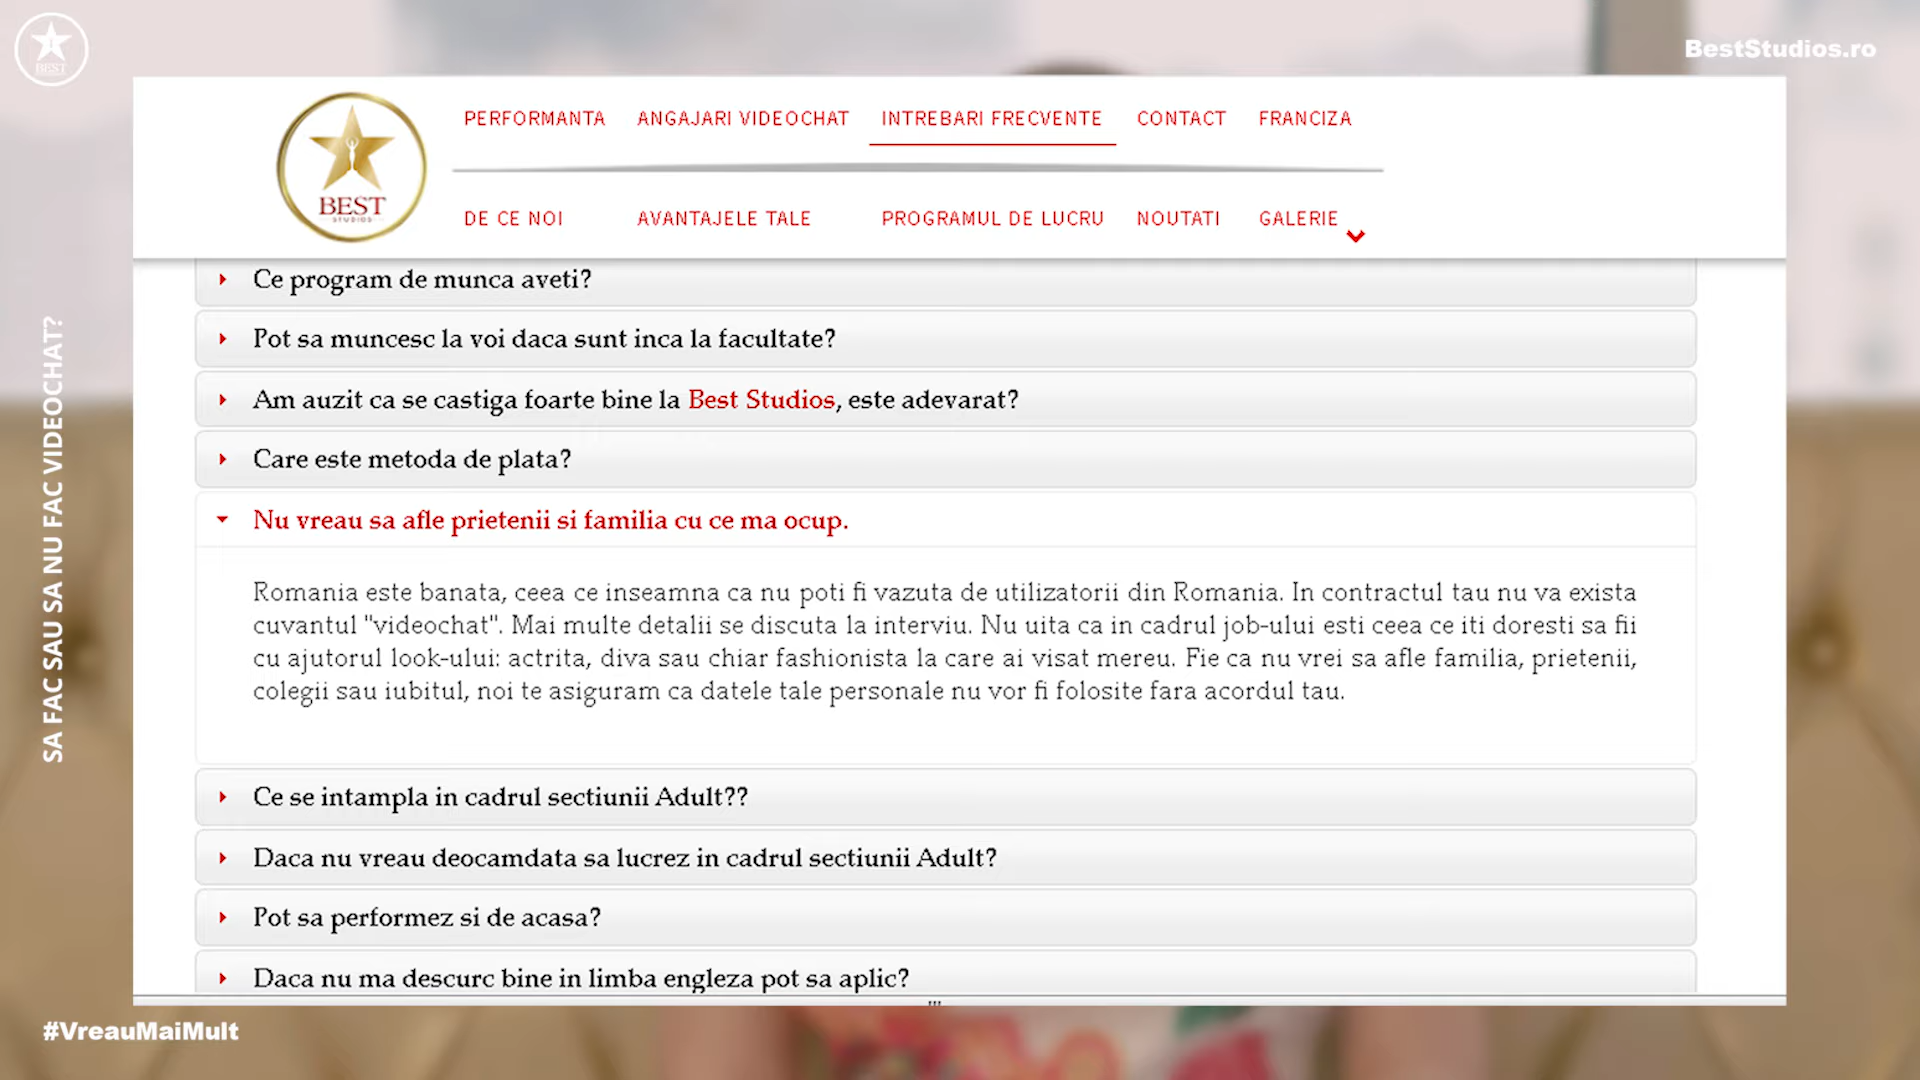 BEST
BestStudios.ro
BEST
STUDIOS
PERFORMANTA ANGAJARI VIDEOCHAT INTREBARI FRECVENTE CONTACT FRANCIZA
DE CE NOI AVANTAJELE TALE PROGRAMUL DE LUCRU NOUTATI GALERIE
Ce program de munca aveti?
Pot sa muncesc la voi daca sunt inca la facultate?
Am auzit ca se castiga foarte bine la Best Studios, este adevarat?
Care este metoda de plata?
Nu vreau sa afle prietenii si familia cu ce ma ocup.
Romania este banata, ceea ce inseamna ca nu poti fi vazuta de utilizatorii din Romania. In contractul tau nu va exista
cuvantul "videochat". Mai multe detalii se discuta la interviu. Nu uita ca in cadrul job-ului esti ceea ce iti doresti sa fii
cu ajutorul look-ului: actrita, diva sau chiar fashionista la care ai visat mereu. Fie ca nu vrei sa afle familia, prietenii,
colegii sau iubitul, noi te asiguram ca datele tale personale nu vor fi folosite fara acordul tau.
Ce se intampla in cadrul sectiunii Adult??
Daca nu vreau deocamdata sa lucrez in cadrul sectiunii Adult?
Pot sa performez si de acasa?
Daca nu ma descurc bine in limba engleza pot sa aplic?
SA FAC SAU SA NU FAC VIDEOCHAT?
#VreauMaiMult